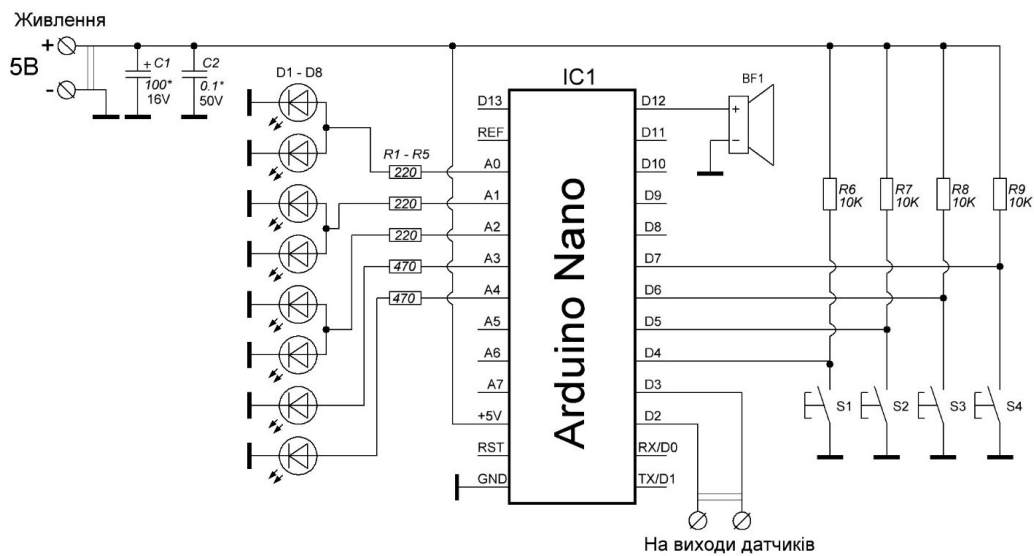 Живлення
+
5В
-
+ C1
100*
16V
C2
0.1*
50V
D1 - D8
R1 - R5
220
220
220
470
470
IC1
Arduino Nano
D13
REF
A0
A1
A2
A3
A4
A5
A6
A7
+5V
RST
GND
D12
D11
D10
D9
D8
D7
D6
D5
D4
D3
D2
RX/D0
TX/D1
BF1
+
-
R6
10K
R7
10K
R8
10K
R9
10K
S1
S2
S3
S4
На виходи датчиків